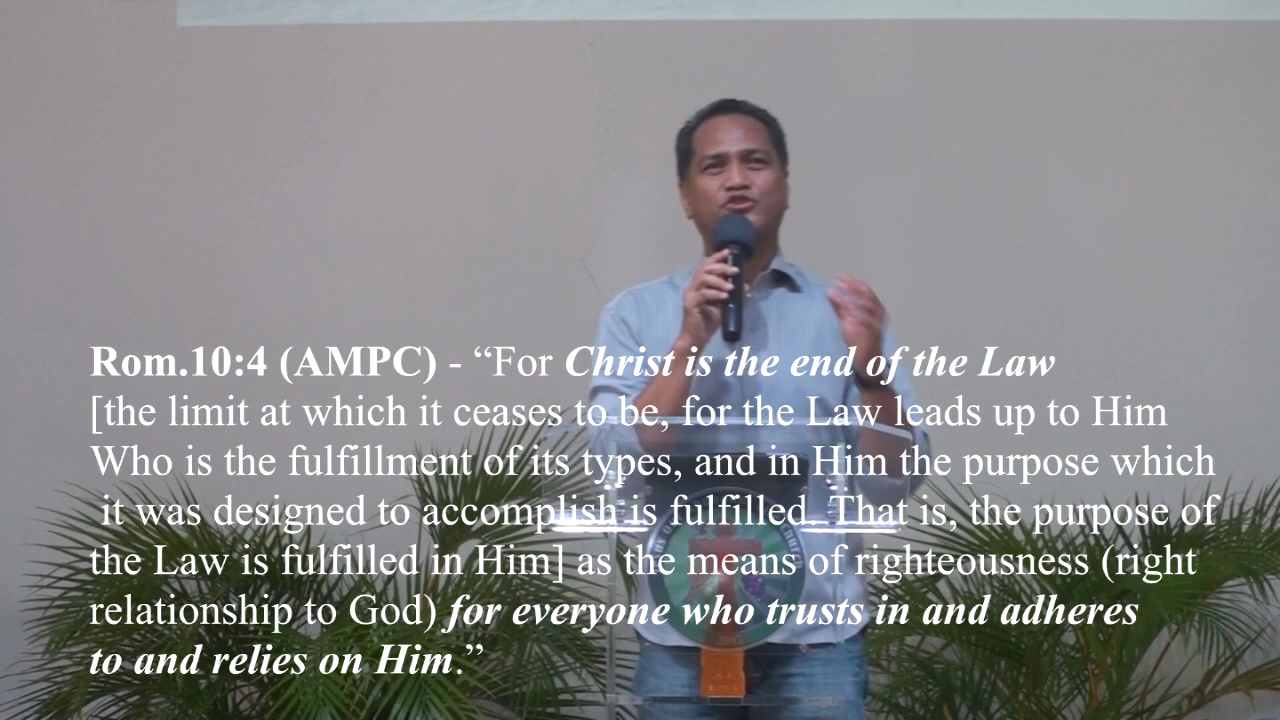 Rom.10:4 (AMPC) - “For Christ is the end of the Law
[the limit at which it ceases to be, for the Law leads up to Him
Who is the fulfillment of its types, and in Him the purpose which
it was designed to accomplish is fulfilled. That is, the purpose of
the Law is fulfilled in Him] as the means of righteousness (right
relationship to God) for everyone who trusts in and adheres
to and relies on Him.”